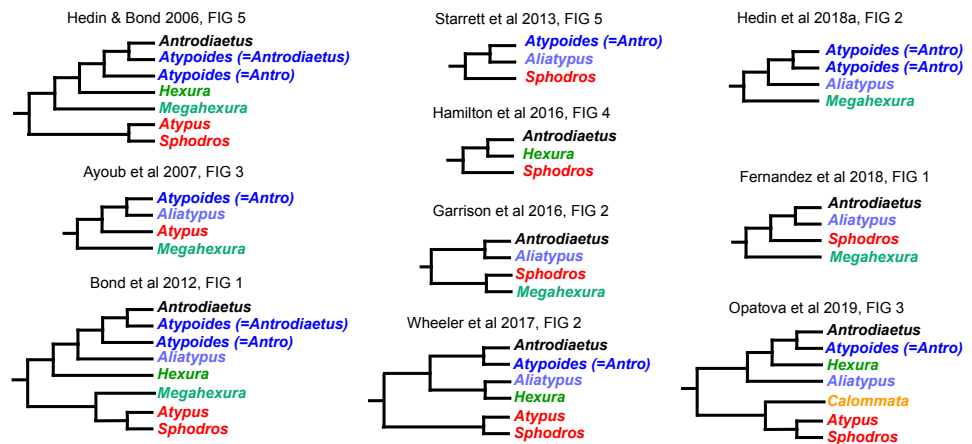 Hedin & Bond 2006, FIG 5
Antrodiaetus
Atypoides (=Antrodiaetus)
Atypoides (=Antro)
Hexura
Megahexura
Atypus
Sphodros
Ayoub et al 2007, FIG 3
Atypoides (=Antro)
Aliatypus
Atypus
Megahexura
Bond et al 2012, FIG 1
Antrodiaetus
Atypoides (=Antrodiaetus)
Atypoides (=Antro)
Aliatypus
Hexura
Megahexura
Atypus
Sphodros
Starrett et al 2013, FIG 5
Atypoides (=Antro)
Aliatypus
Sphodros
Hamilton et al 2016, FIG 4
Antrodiaetus
Hexura
Sphodros
Garrison et al 2016, FIG 2
Antrodiaetus
Aliatypus
Sphodros
Megahexura
Wheeler et al 2017, FIG 2
Antrodiaetus
Atypoides (=Antro)
Aliatypus
Hexura
Atypus
Sphodros
Hedin et al 2018a, FIG 2
Atypoides (=Antro)
Atypoides (=Antro)
Aliatypus
Megahexura
Fernandez et al 2018, FIG 1
Antrodiaetus
Aliatypus
Sphodros
Megahexura
Opatova et al 2019, FIG 3
Antrodiaetus
Atypoides (=Antro)
Hexura
Aliatypus
Calommata
Atypus
Sphodros